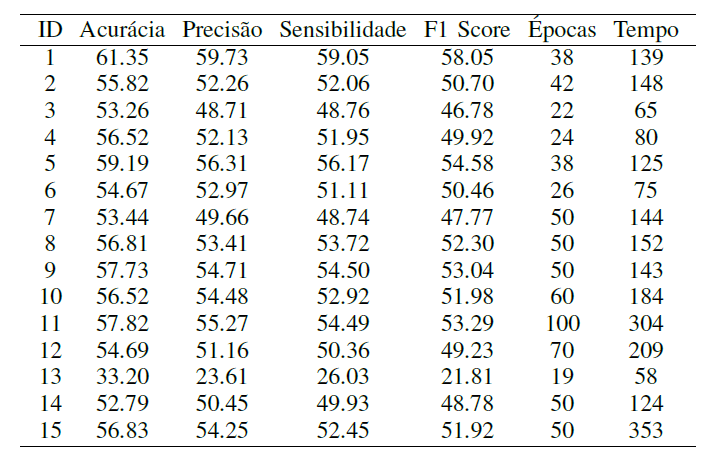 ID Acurácia Precisão Sensibilidade F1 Score Épocas Tempo
1 61.35 59.73 59.05 58.05 38 139
2 55.82 52.26 52.06 50.70 42 148
3 53.26 48.71 48.76 46.78 22 65
4 56.52 52.13 51.95 49.92 24 80
5 59.19 56.31 56.17 54.58 38 125
6 54.67 52.97 51.11 50.46 26 75
7 53.44 49.66 48.74 47.77 50 144
8 56.81 53.41 53.72 52.30 50 152
9 57.73 54.71 54.50 53.04 50 143
10 56.52 54.48 52.92 51.98 60 184
11 57.82 55.27 54.49 53.29 100 304
12 54.69 51.16 50.36 49.23 70 209
13 33.20 23.61 26.03 21.81 19 58
14 52.79 50.45 49.93 48.78 50 124
15 56.83 54.25 52.45 51.92 50 353